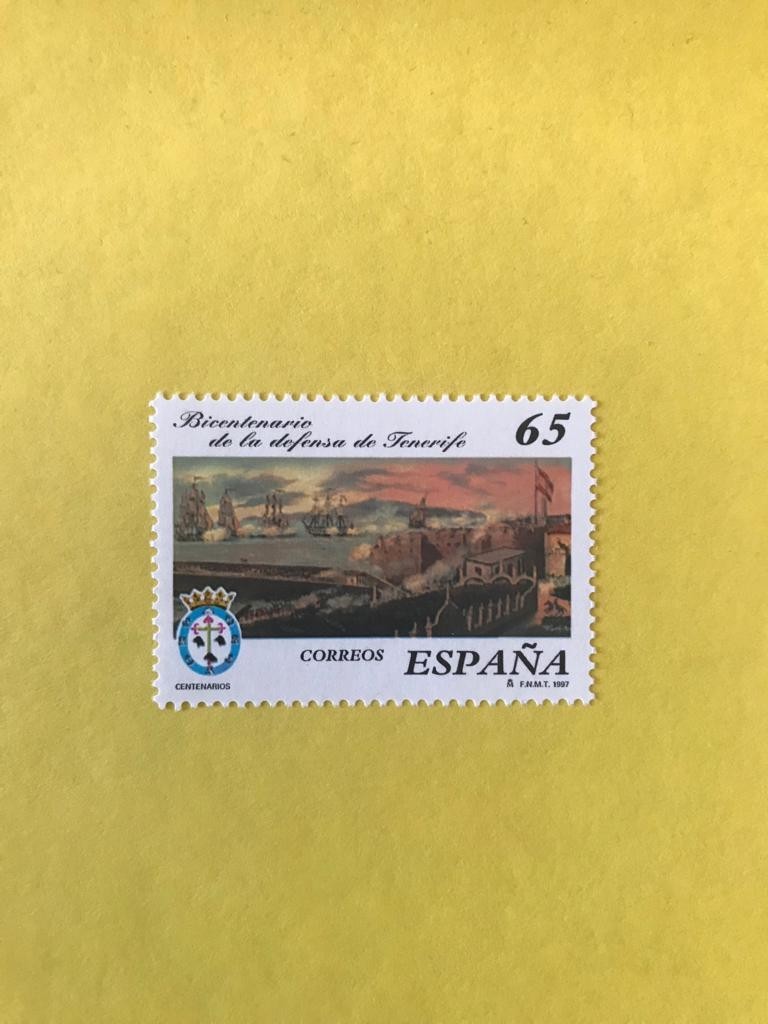 Bicentenario
de la defensa de Tenerife
65
CENTENARIOS
CORREOS
ESPAÑA
F.N.M.T. 1997